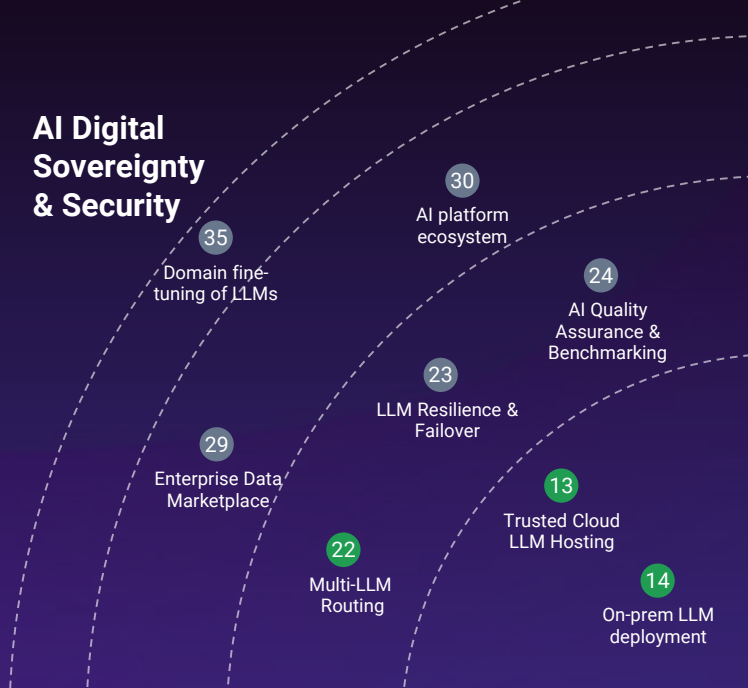 AI Digital
Sovereignty
& Security
30
AI platform
ecosystem
35
Domain fine-
tuning of LLMs
24
AI Quality
Assurance &
Benchmarking
23
LLM Resilience &
Failover
29
Enterprise Data
Marketplace
13
Trusted Cloud
LLM Hosting
22
Multi-LLM
Routing
14
On-prem LLM
deployment